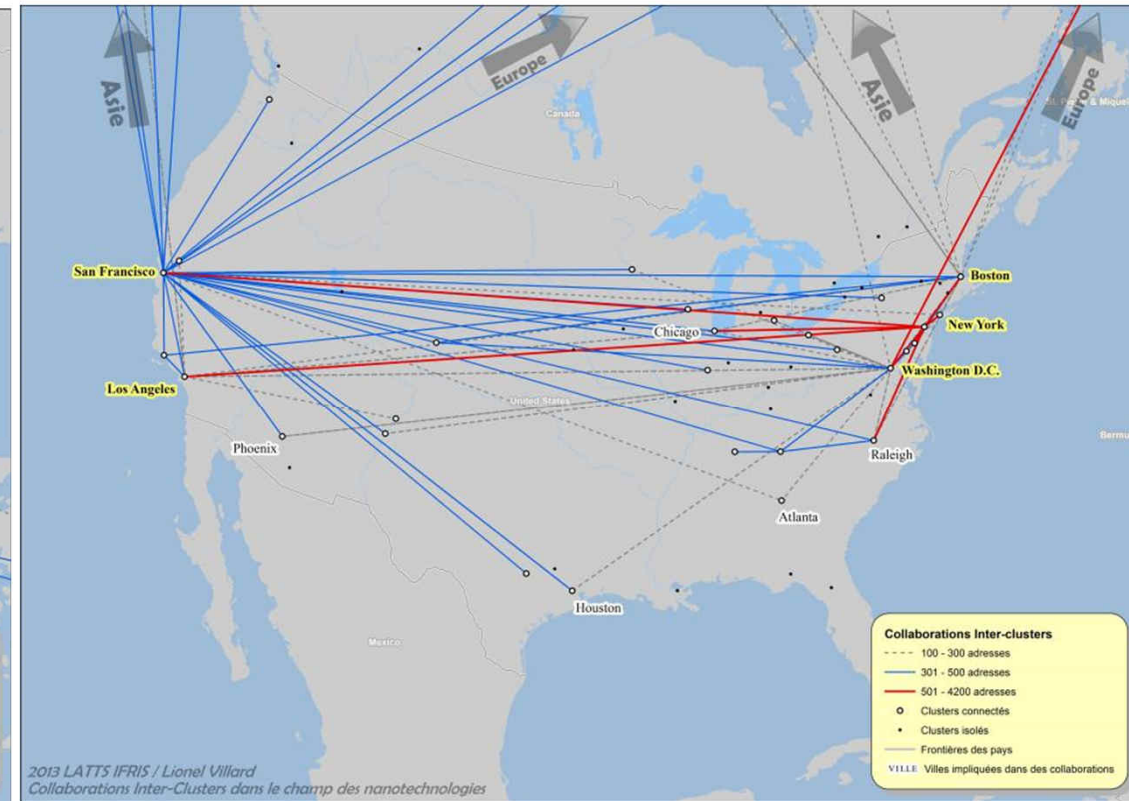 Asie
Europe
Asie
Europe
Canada
St. Pierre & Miquel
San Francisco
Boston
Chicago
New York
Los Angeles
Washington D.C.
United States
Phoenix
Raleigh
Bermu
Atlanta
Houston
Mexico
Collaborations Inter-clusters
100 - 300 adresses
301 - 500 adresses
501 - 4200 adresses
Clusters connectés
Clusters isolés
Frontières des pays
VILLE Villes impliquées dans des collaborations
2013 LATTS IFRIS / Lionel Villard
Collaborations Inter-Clusters dans le champ des nanotechnologies